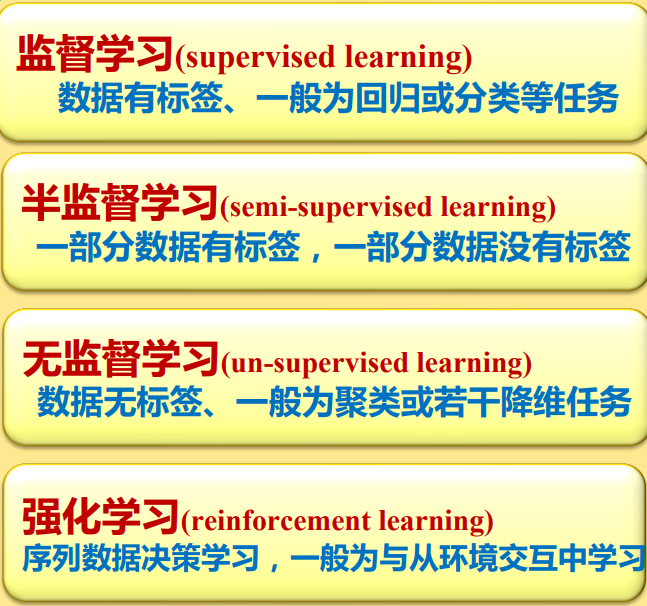 监督学习(supervised learning)
数据有标签、一般为回归或分类等任务
半监督学习(semi-supervised learning)
一部分数据有标签，一部分数据没有标签
无监督学习(un-supervised learning)
数据无标签、一般为聚类或若干降维任务
强化学习(reinforcement learning)
序列数据决策学习，一般为与从环境交互中学习